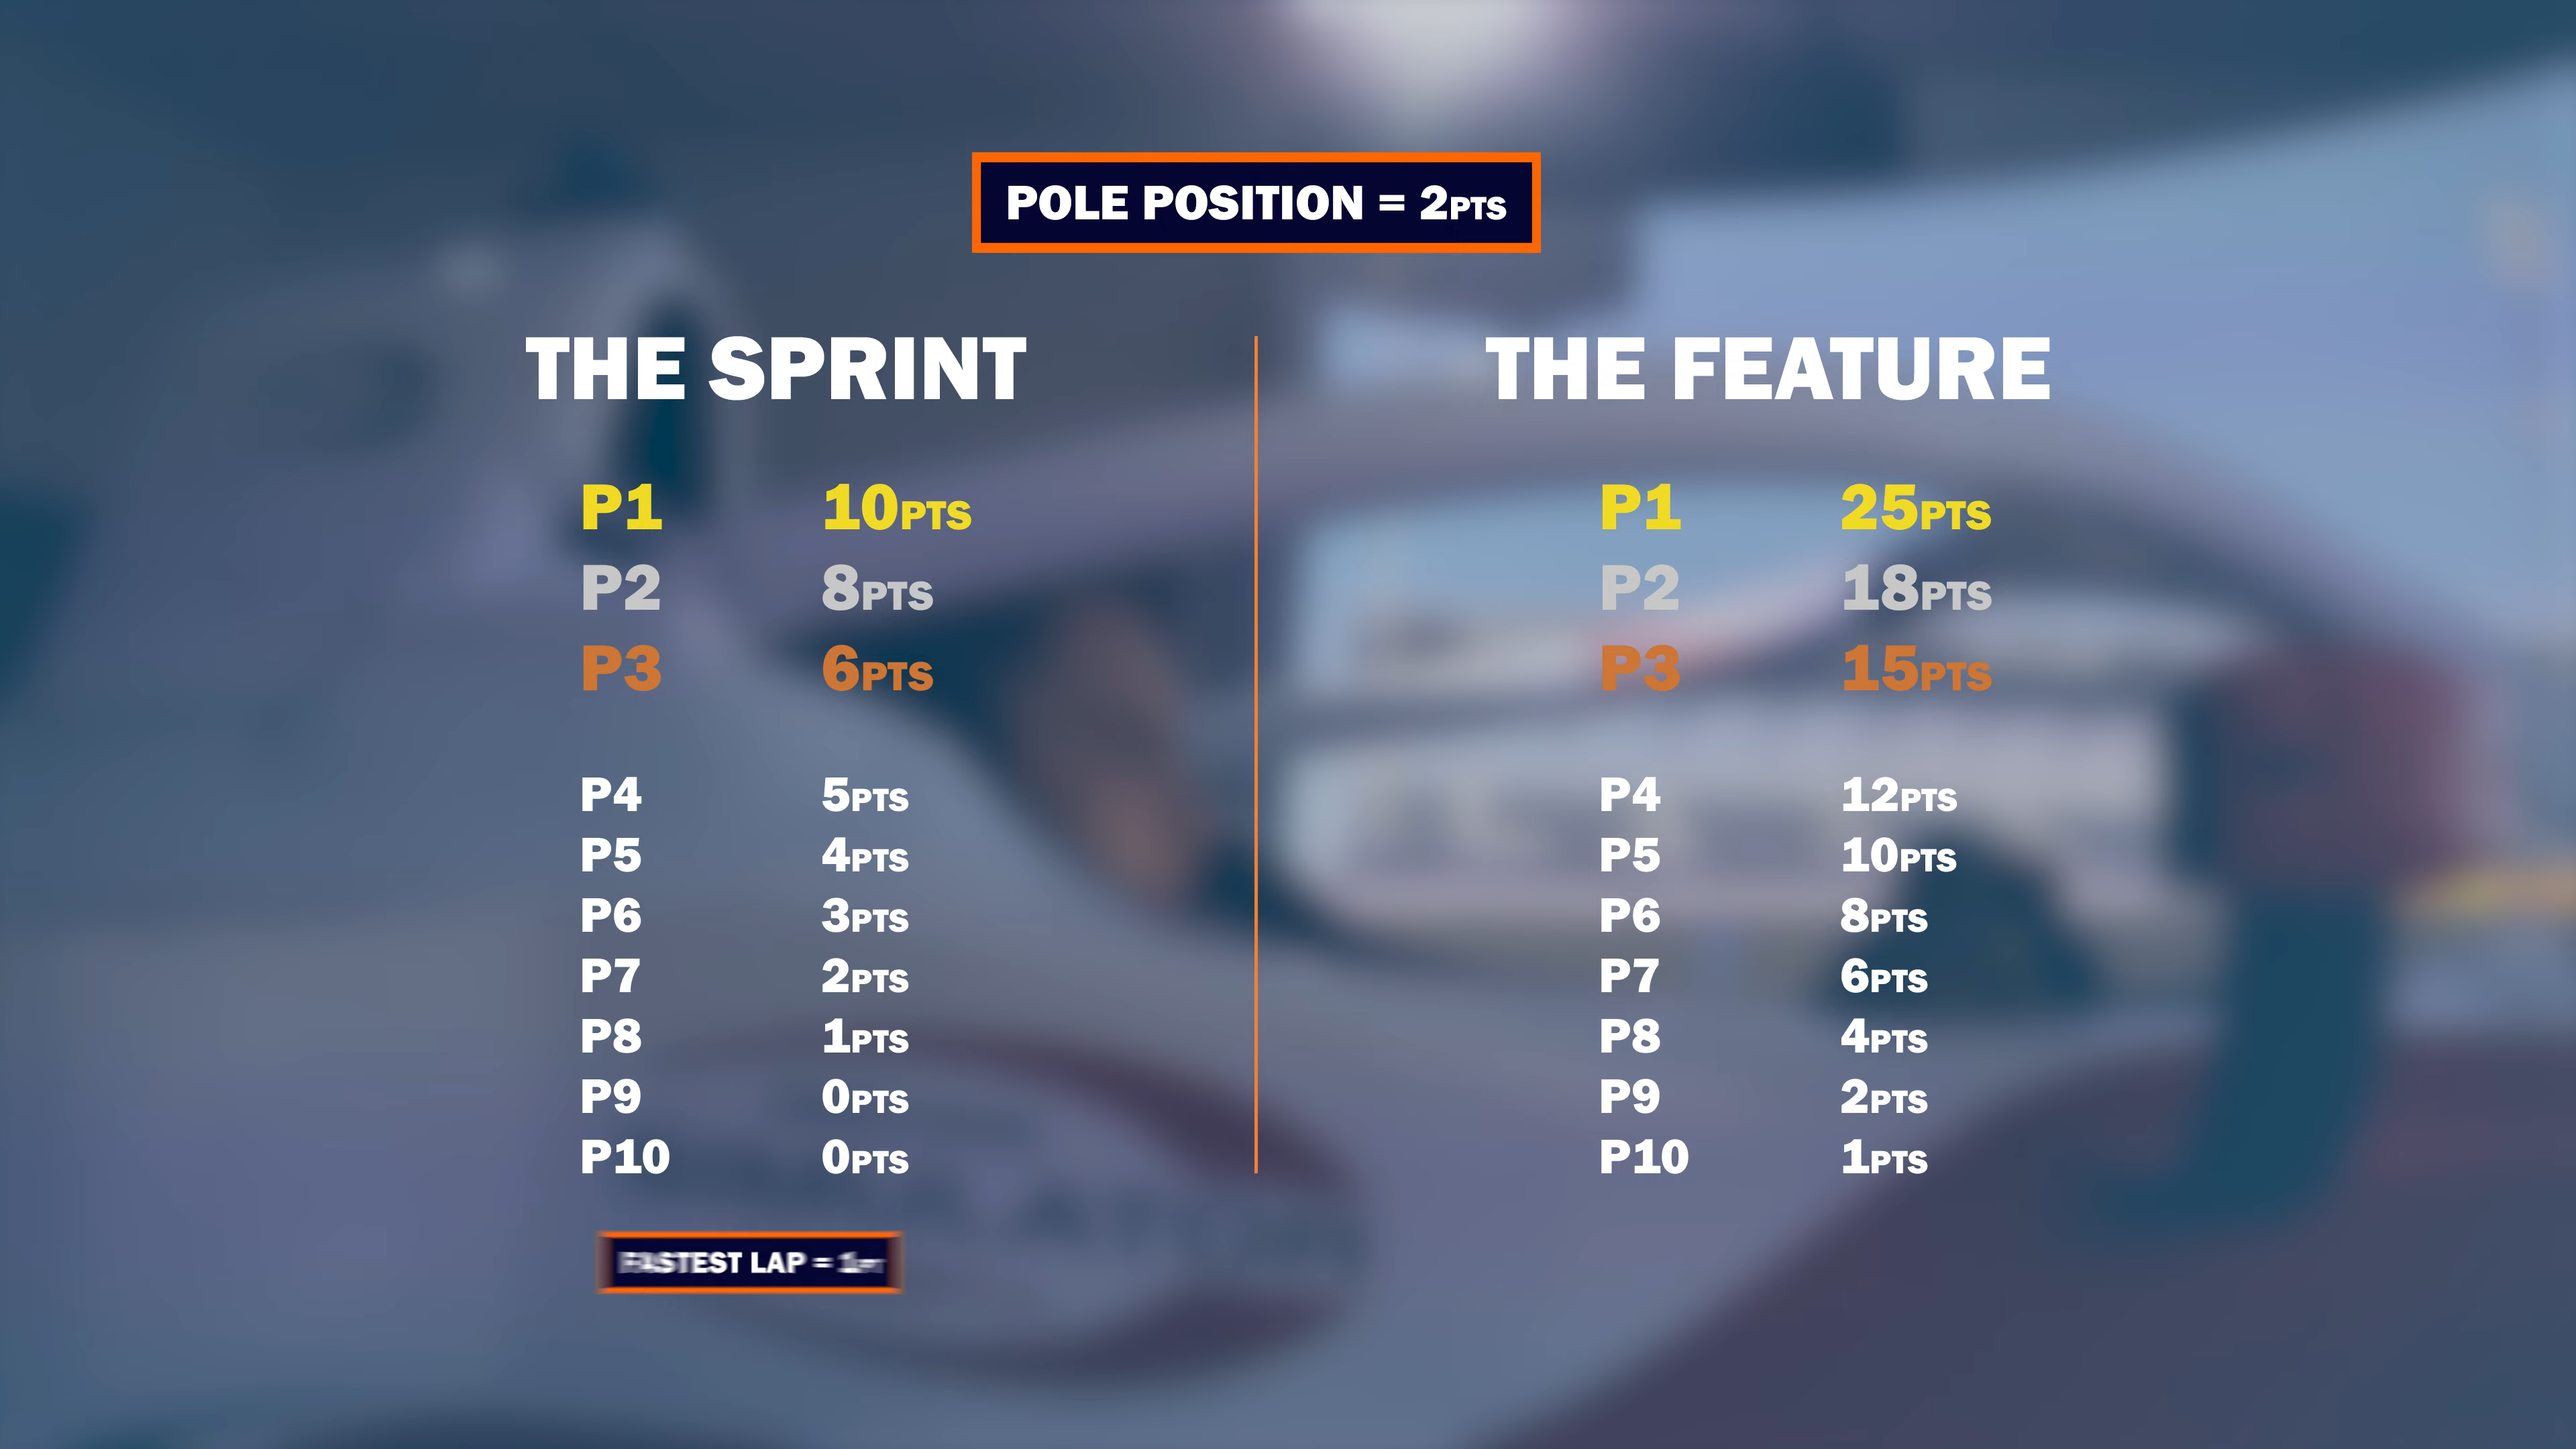 POLE POSITION = 2PTS
THE SPRINT
P1 10PTS
P2 8PTS
P3 6PTS
P4 5PTS
P5 4PTS
P6 3PTS
P7 2PTS
P8 1PTS
P9 0PTS
P10 0PTS
FASTEST LAP = 1PT
THE FEATURE
P1 25PTS
P2 18PTS
P3 15PTS
P4 12PTS
P5 10PTS
P6 8PTS
P7 6PTS
P8 4PTS
P9 2PTS
P10 1PTS